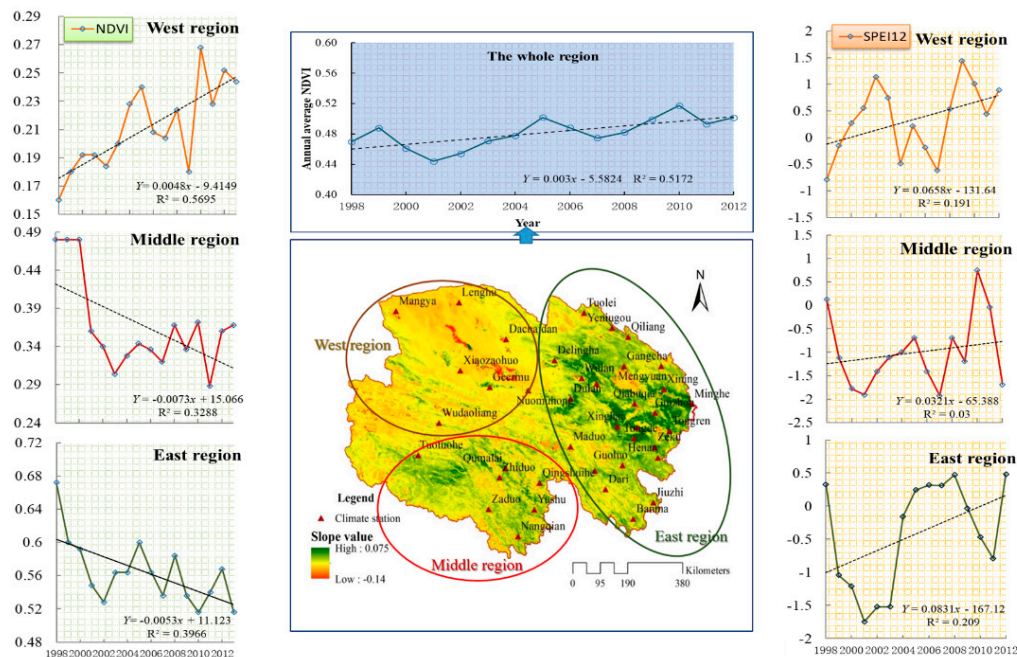 0.29
NDVI
West region
0.27
0.25
0.23
0.21
0.19
0.17
0.15
Y= 0.0048x - 9.4149
R² = 0.5695
0.49
Middle region
0.44
0.39
0.34
0.29
0.24
-0.0073x + 15.066
R² = 0.3288
0.72
East region
0.68
0.64
0.6
0.56
0.52
0.48
Y=-0.0053x + 11.123
R² = 0.3966
1998 2000 2002 2004 2006 2008 2010 2012
The whole region
Annual average NDVI
0.60
0.56
0.52
0.48
0.44
0.40
Y = 0.003x - 5.5824 R² = 0.5172
1998 2000 2002 2004 2006 2008 2010 2012
Year
N
Lenghu
Mangya
Tuolei
Yeniugou
Qiliang
Dachaidan
West region
Delingha
Gangcha
Xiaozaohuo
Wulan
Mengyuan
Xining
Geermu
Dulan
Qiabuqia
Minghe
Nuomuhong
Guizhou
Wudaoliang
Xinghai
Tongde
Tongren
Zeku
Tuotuohe
Maduo
Henan
Qumalai
Guoluo
Zhiduo
Qingshuihe
Dari
Legend
Climate station
Zaduo
Yushu
Jiuzhi
Banma
Slope value
Nangqian
High : 0.075
Low : -0.14
East region
Middle region
Kilometers
0 95 190 380
2
SPEI12
West region
1.5
1
0.5
0
-0.5
-1
-1.5
Y= 0.0658x - 131.64
R² = 0.191
1.5
Middle region
1
0.5
0
-0.5
-1
-1.5
-2
-2.5
Y= 0.0321x - 65.388
R² = 0.03
1
East region
0.5
0
-0.5
-1
-1.5
-2
Y= 0.0831x - 167.12
R² = 0.209
1998 2000 2002 2004 2006 2008 2010 2012